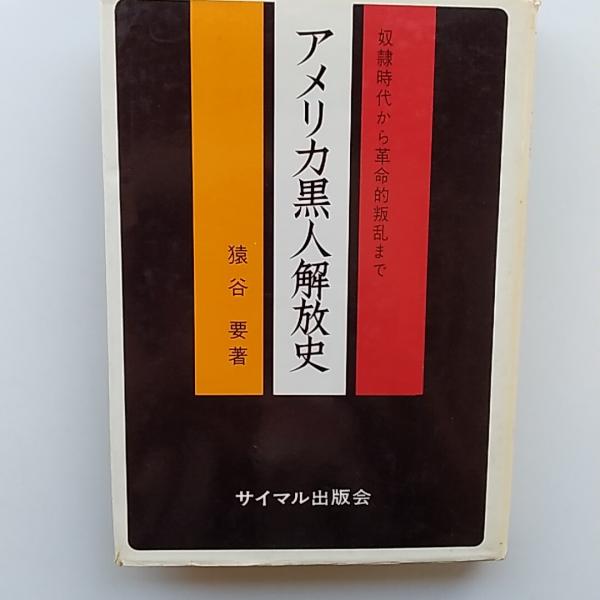 奴隷時代から革命的叛乱まで
アメリカ黒人解放史
猿谷 要著
サイマル出版会